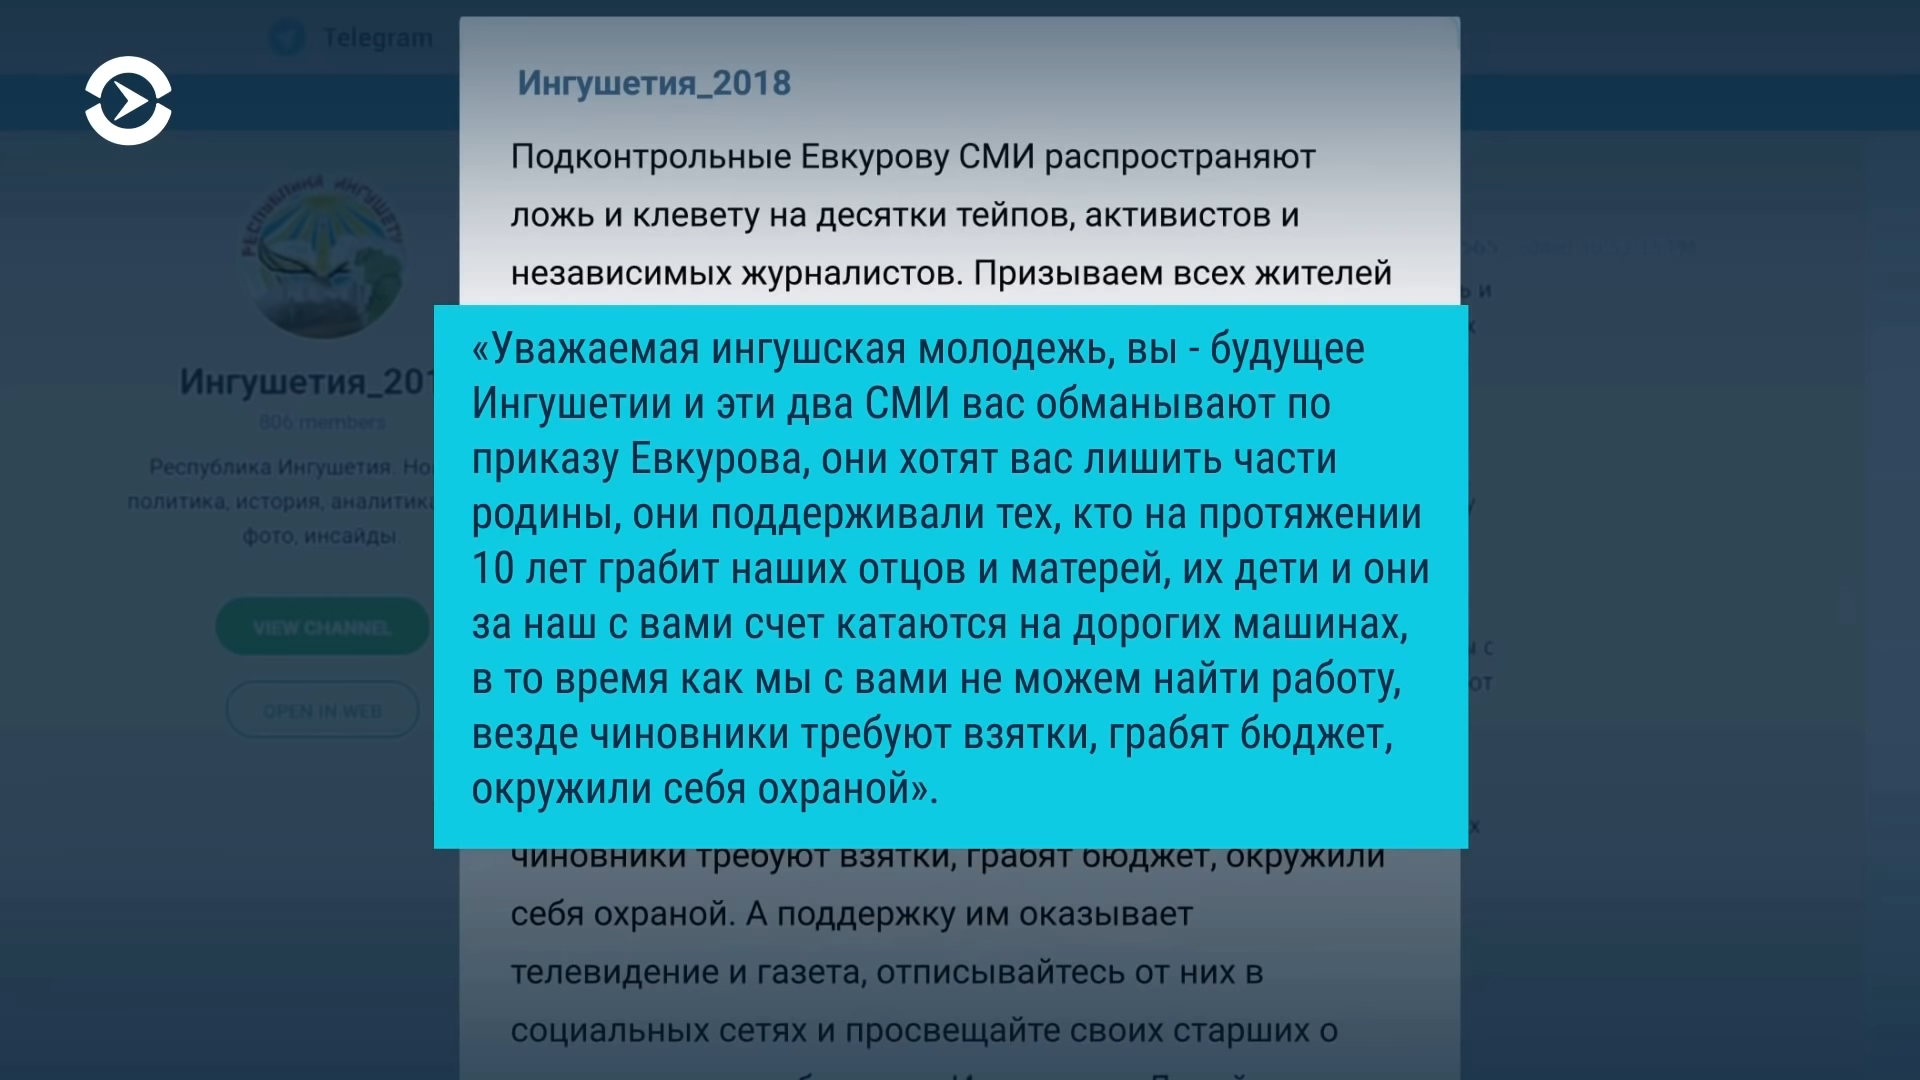 Telegram
Ингушетия_2018
Подконтрольные Евкурову СМИ распространяют
ложь и клевету на десятки тейпов, активистов и
независимых журналистов. Призываем всех жителей
РЕСПУБЛИКА ИНГУШЕТ
Ингушетия_201
806 members
Республика Ингушетия.
политика, история, аналитика
фото, инсайды.
VIEW CHANNEL
OPEN IN WEB
«Уважаемая ингушская молодежь, вы - будущее
Ингушетии и эти два СМИ вас обманывают по
приказу Евкурова, они хотят вас лишить части
родины, они поддерживали тех, кто на протяжении
10 лет грабит наших отцов и матерей, их дети и они
за наш с вами счет катаются на дорогих машинах,
в то время как мы с вами не можем найти работу,
везде чиновники требуют взятки, грабят бюджет,
окружили себя охраной».
чиновники требуют взятки, грабят бюджет, окружили
себя охраной. А поддержку им оказывает
телевидение и газета, отписывайтесь от них в
социальных сетях и просвещайте своих старших о